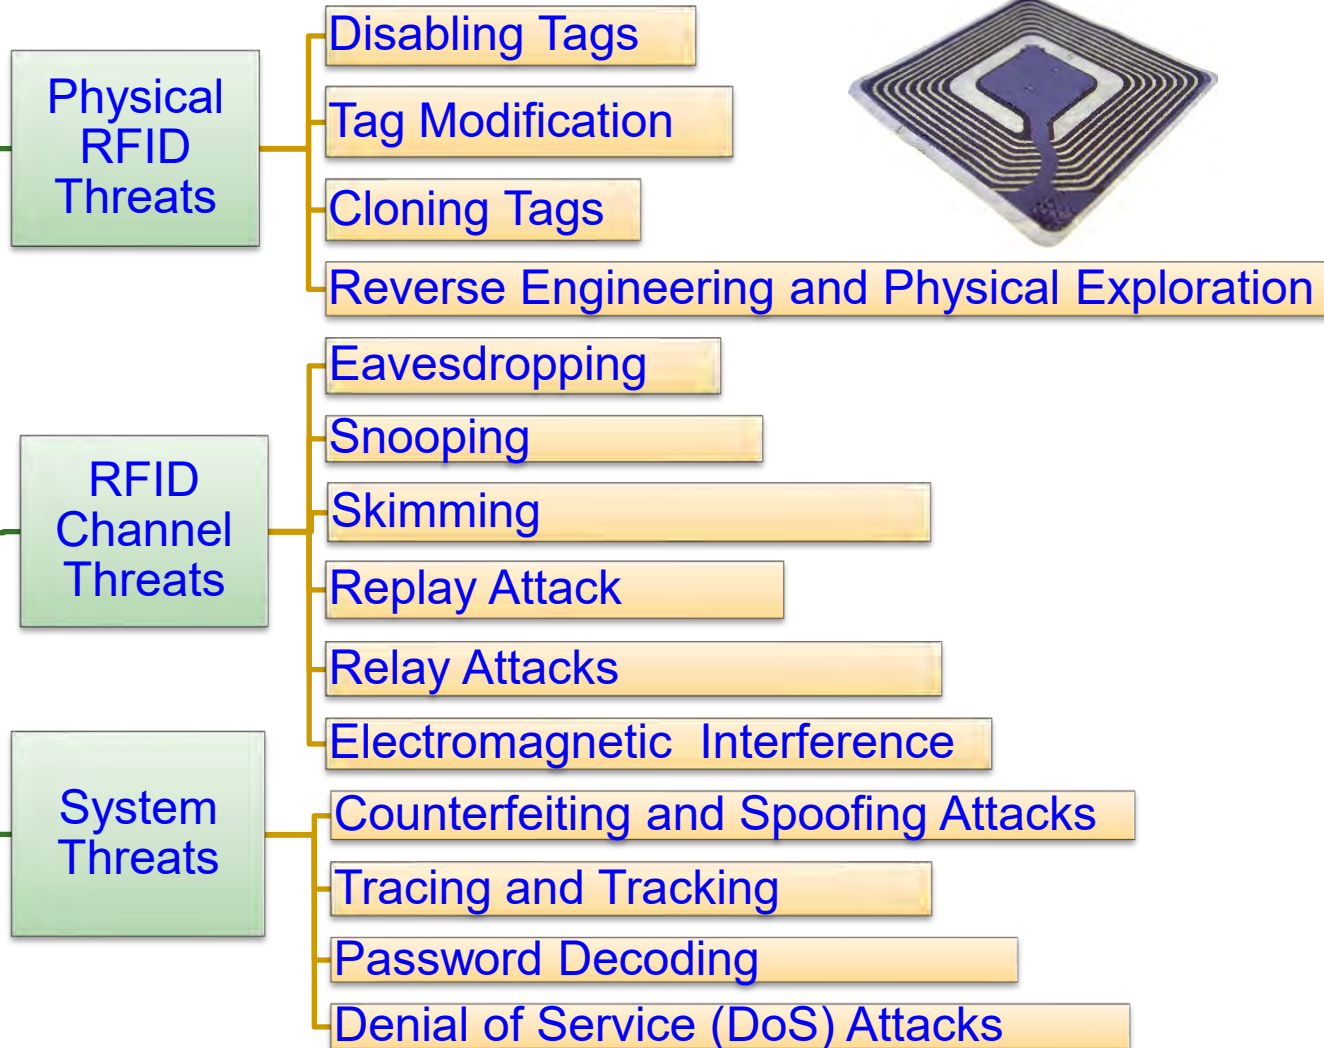 Physical
RFID
Threats
Disabling Tags
Tag Modification
Cloning Tags
Reverse Engineering and Physical Exploration
RFID
Channel
Threats
Eavesdropping
Snooping
Skimming
Replay Attack
Relay Attacks
Electromagnetic Interference
System
Threats
Counterfeiting and Spoofing Attacks
Tracing and Tracking
Password Decoding
Denial of Service (DoS) Attacks